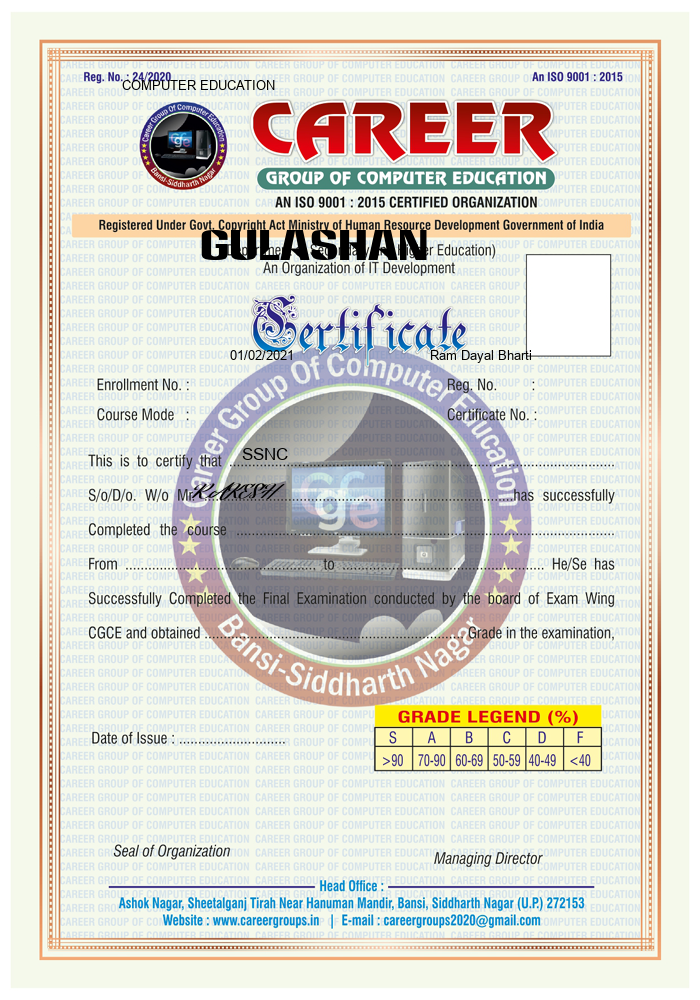 Reg. No. : 24/2020
An ISO 9001 : 2015
COMPUTER EDUCATION
Career Group Of Computer Education
Bansi-Siddharth Nagar
CAREER
GROUP OF COMPUTER EDUCATION
AN ISO 9001 : 2015 CERTIFIED ORGANIZATION
Registered Under Govt. Copyright Act Ministry of Human Resource Development Government of India
GULASHAN
Higher Education)
An Organization of IT Development
Certificate
01/02/2021
Ram Dayal Bharti
Enrollment No. :
Reg. No. :
Course Mode :
Certificate No. :
This is to certify that SSNC
S/o/D/o. W/o Mr. RAKESH has successfully
Completed the course
From to He/Se has
Successfully Completed the Final Examination conducted by the board of Exam Wing
CGCE and obtained Grade in the examination,
Career Group Of Computer Education
Bansi-Siddharth Nagar
GRADE LEGEND (%)
S A B C D F
>90 70-90 60-69 50-59 40-49 <40
Date of Issue : ............................
Seal of Organization
Managing Director
Head Office :
Ashok Nagar, Sheetalganj Tirah Near Hanuman Mandir, Bansi, Siddharth Nagar (U.P.) 272153
Website : www.careergroups.in | E-mail : careergroups2020@gmail.com